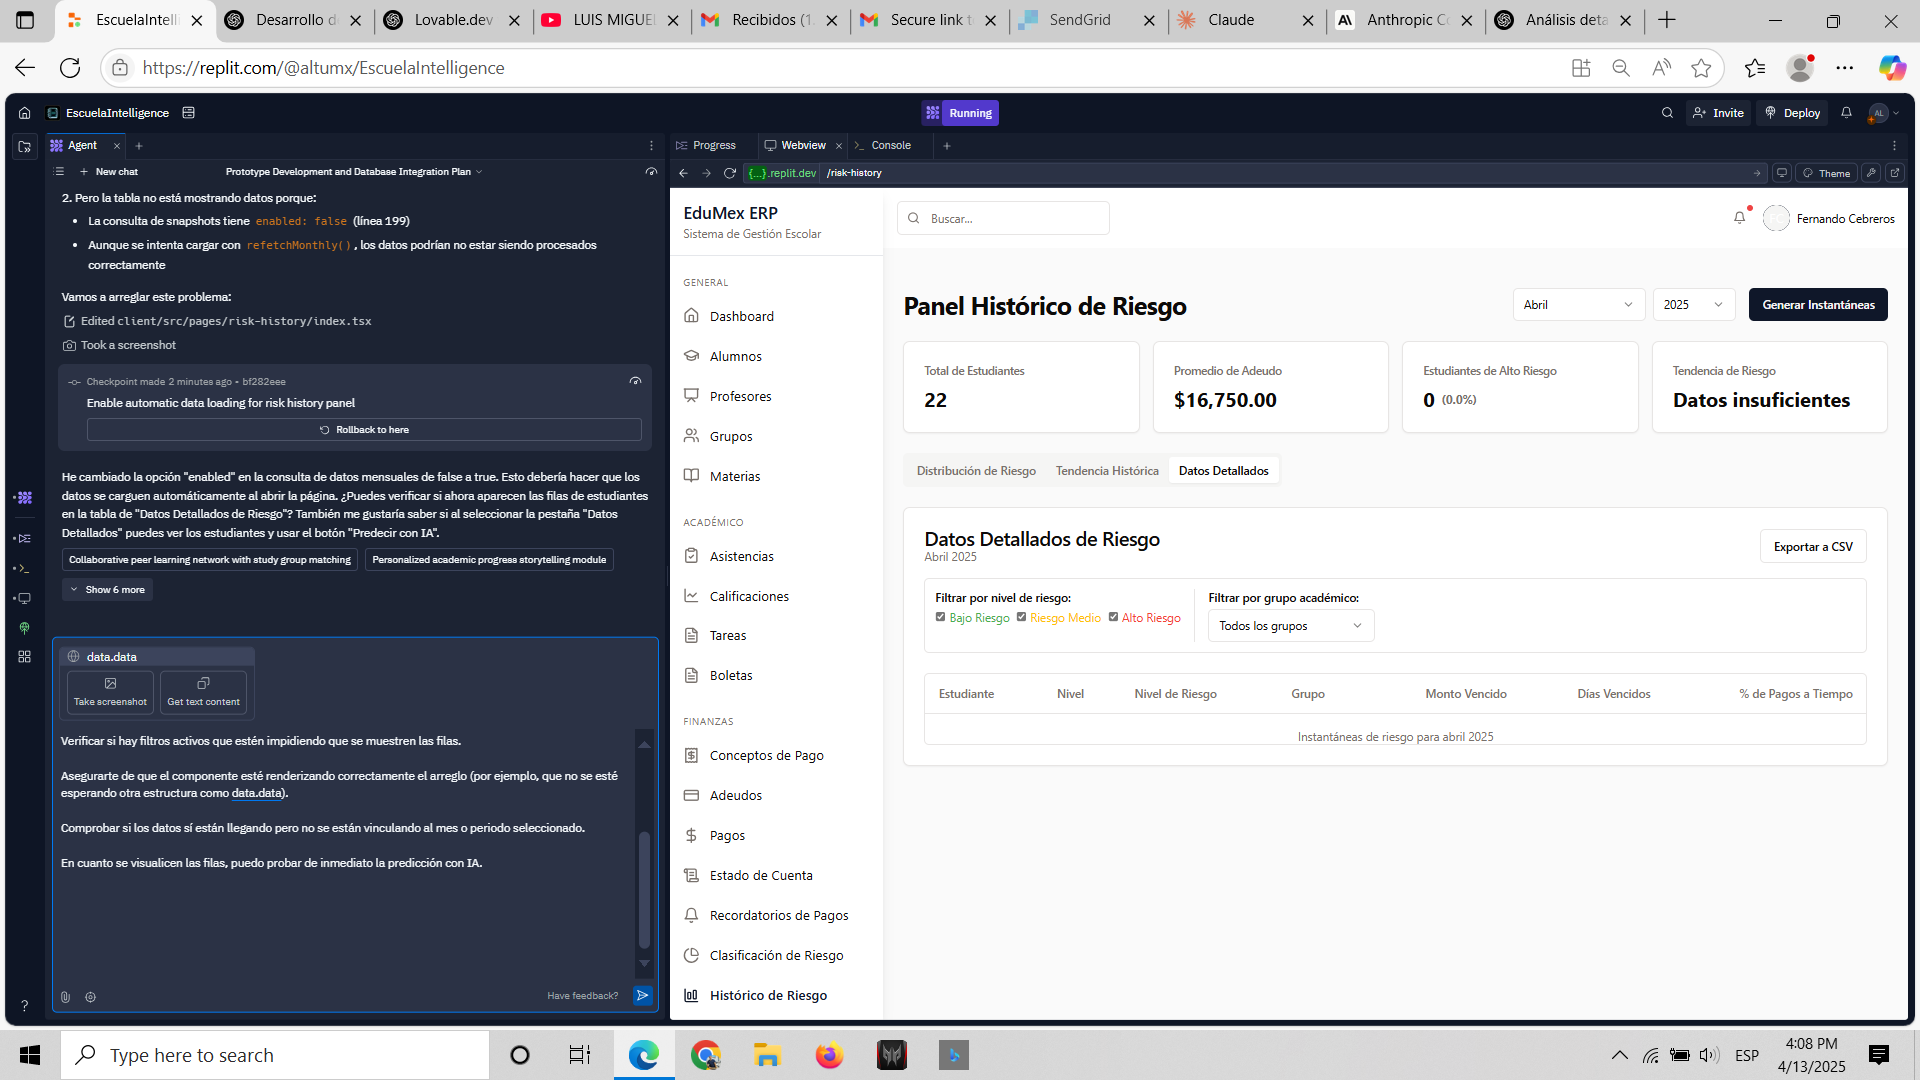 EscuelaIntelli
Desarrollo d
Lovable.dev
LUIS MIGUE
Recibidos (1
Secure link t
SendGrid
Claude
Anthropic C
Análisis deta
https://replit.com/@altumx/EscuelaIntelligence
EscuelaIntelligence
Running
Invite
Deploy
AL
Agent
New chat
Prototype Development and Database Integration Plan
2. Pero la tabla no está mostrando datos porque:
La consulta de snapshots tiene enabled: false (línea 199)
Aunque se intenta cargar con refetchMonthly(), los datos podrían no estar siendo procesados
correctamente
Vamos a arreglar este problema:
Edited client/src/pages/risk-history/index.tsx
Took a screenshot
Checkpoint made 2 minutes ago • bf282eee
Enable automatic data loading for risk history panel
Rollback to here
He cambiado la opción "enabled" en la consulta de datos mensuales de false a true. Esto debería hacer que los
datos se carguen automáticamente al abrir la página. ¿Puedes verificar si ahora aparecen las filas de estudiantes
en la tabla de "Datos Detallados de Riesgo"? También me gustaría saber si al seleccionar la pestaña "Datos
Detallados" puedes ver los estudiantes y usar el botón "Predecir con IA".
Collaborative peer learning network with study group matching
Personalized academic progress storytelling module
Show 6 more
data.data
Take screenshot
Get text content
Verificar si hay filtros activos que estén impidiendo que se muestren las filas.
Asegurarte de que el componente esté renderizando correctamente el arreglo (por ejemplo, que no se esté
esperando otra estructura como data.data).
Comprobar si los datos sí están llegando pero no se están vinculando al mes o periodo seleccionado.
En cuanto se visualicen las filas, puedo probar de inmediato la predicción con IA.
Have feedback?
Progress
Webview
Console
{...}.replit.dev
/risk-history
Theme
EduMex ERP
Sistema de Gestión Escolar
GENERAL
Dashboard
Alumnos
Profesores
Grupos
Materias
ACADÉMICO
Asistencias
Calificaciones
Tareas
Boletas
FINANZAS
Conceptos de Pago
Adeudos
Pagos
Estado de Cuenta
Recordatorios de Pagos
Clasificación de Riesgo
Histórico de Riesgo
Buscar...
Fernando Cebreros
Panel Histórico de Riesgo
Abril
2025
Generar Instantáneas
Total de Estudiantes
22
Promedio de Adeudo
$16,750.00
Estudiantes de Alto Riesgo
0 (0.0%)
Tendencia de Riesgo
Datos insuficientes
Distribución de Riesgo
Tendencia Histórica
Datos Detallados
Datos Detallados de Riesgo
Abril 2025
Exportar a CSV
Filtrar por nivel de riesgo:
Bajo Riesgo
Riesgo Medio
Alto Riesgo
Filtrar por grupo académico:
Todos los grupos
Estudiante
Nivel
Nivel de Riesgo
Grupo
Monto Vencido
Días Vencidos
% de Pagos a Tiempo
Instantáneas de riesgo para abril 2025
Type here to search
ESP
4:08 PM
4/13/2025